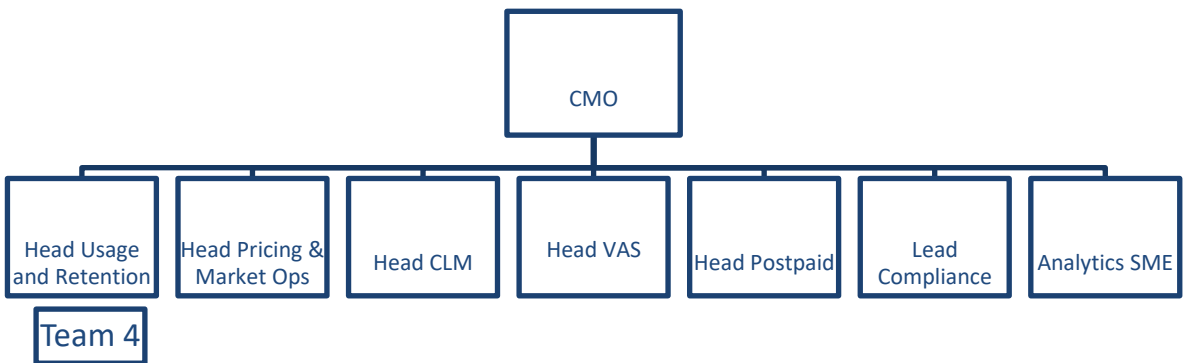 CMO
Head Usage
and Retention
Head Pricing &
Market Ops
Head CLM
Head VAS
Head Postpaid
Lead
Compliance
Analytics SME
Team 4